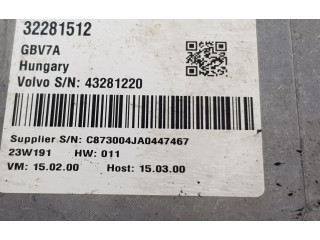 32281512
GBV7A
Hungary
Volvo S/N: 43281220
Supplier S/N: C873004JA0447467
23W191 HW: 011
VM: 15.02.00 Host: 15.03.00